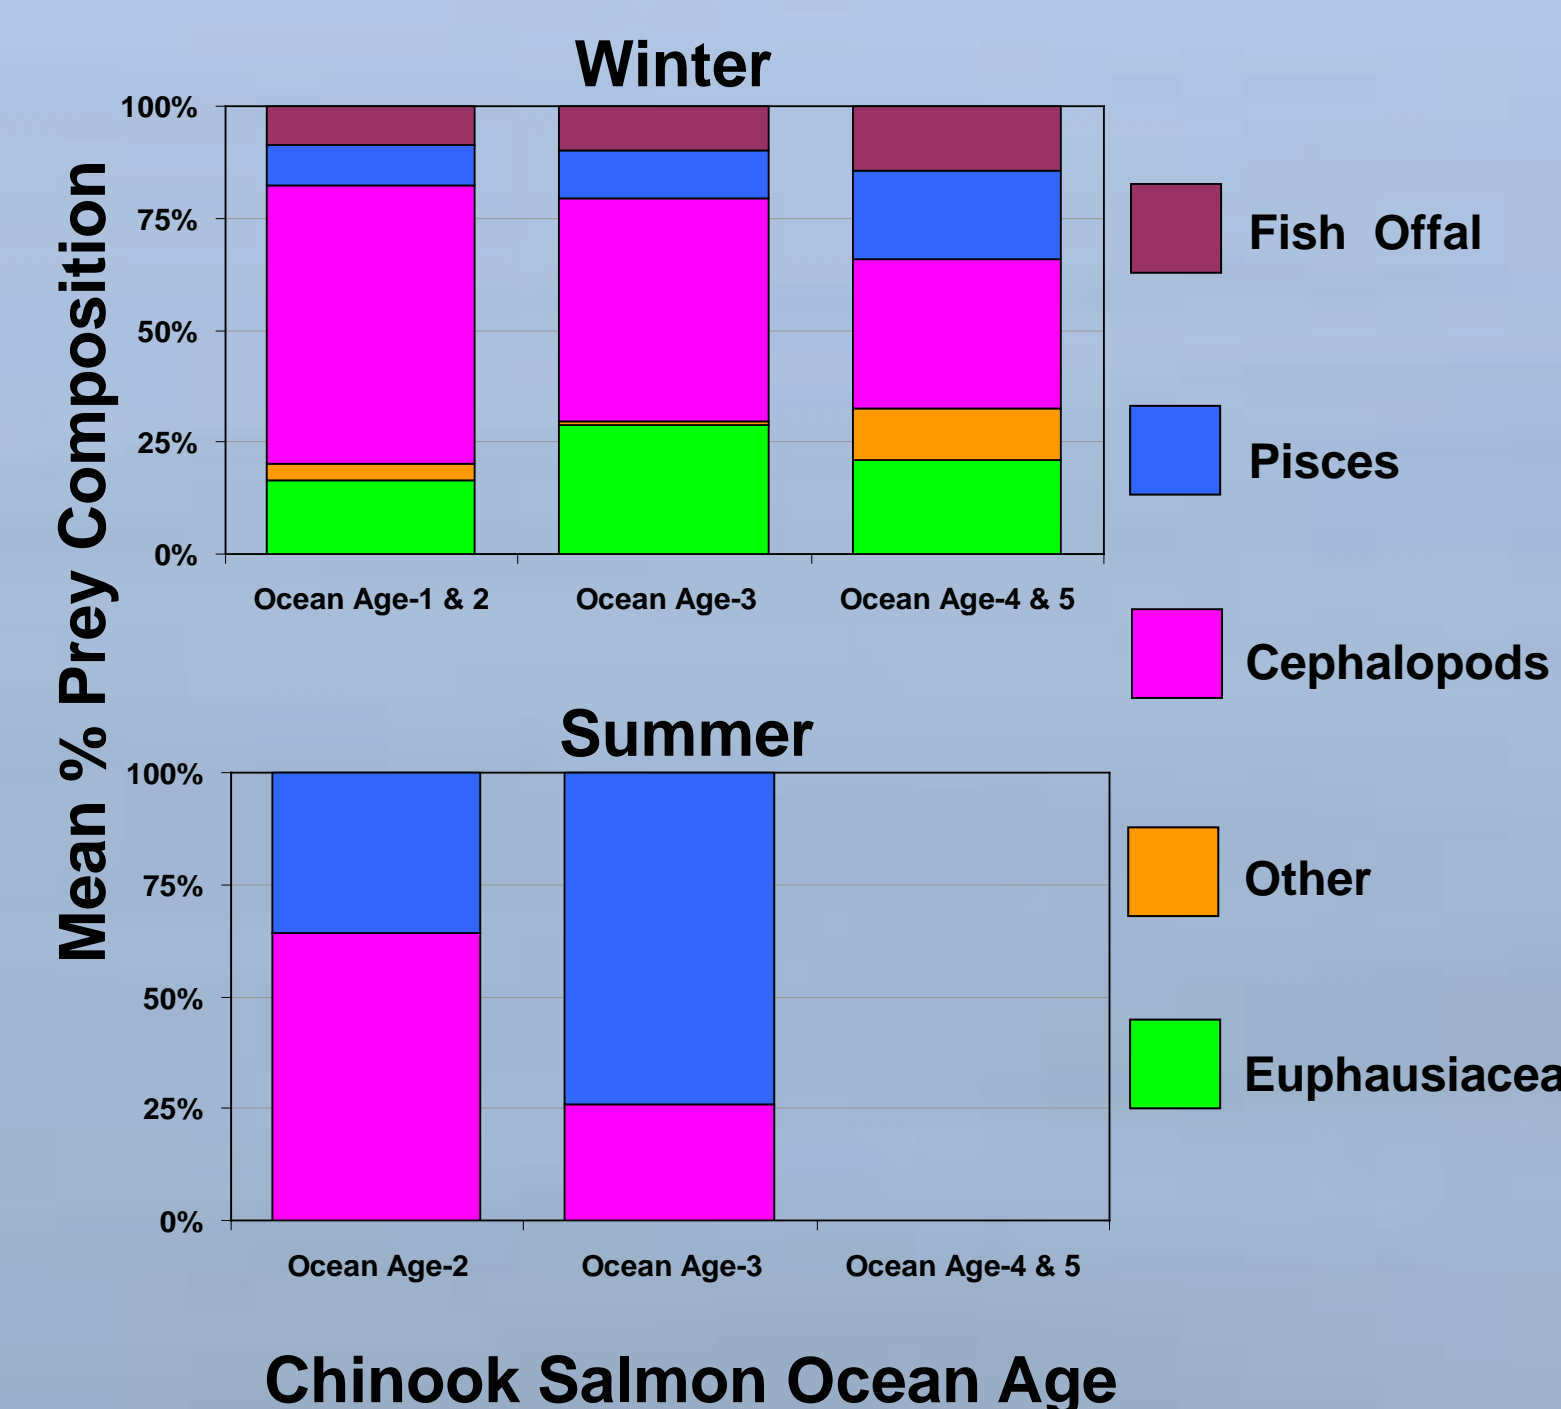 Winter
Mean % Prey Composition
100%
75%
50%
25%
0%
Ocean Age-1 & 2 Ocean Age-3 Ocean Age-4 & 5
Fish Offal
Pisces
Cephalopods
Other
Euphausiacea
Summer
100%
75%
50%
25%
0%
Ocean Age-2 Ocean Age-3 Ocean Age-4 & 5
Chinook Salmon Ocean Age